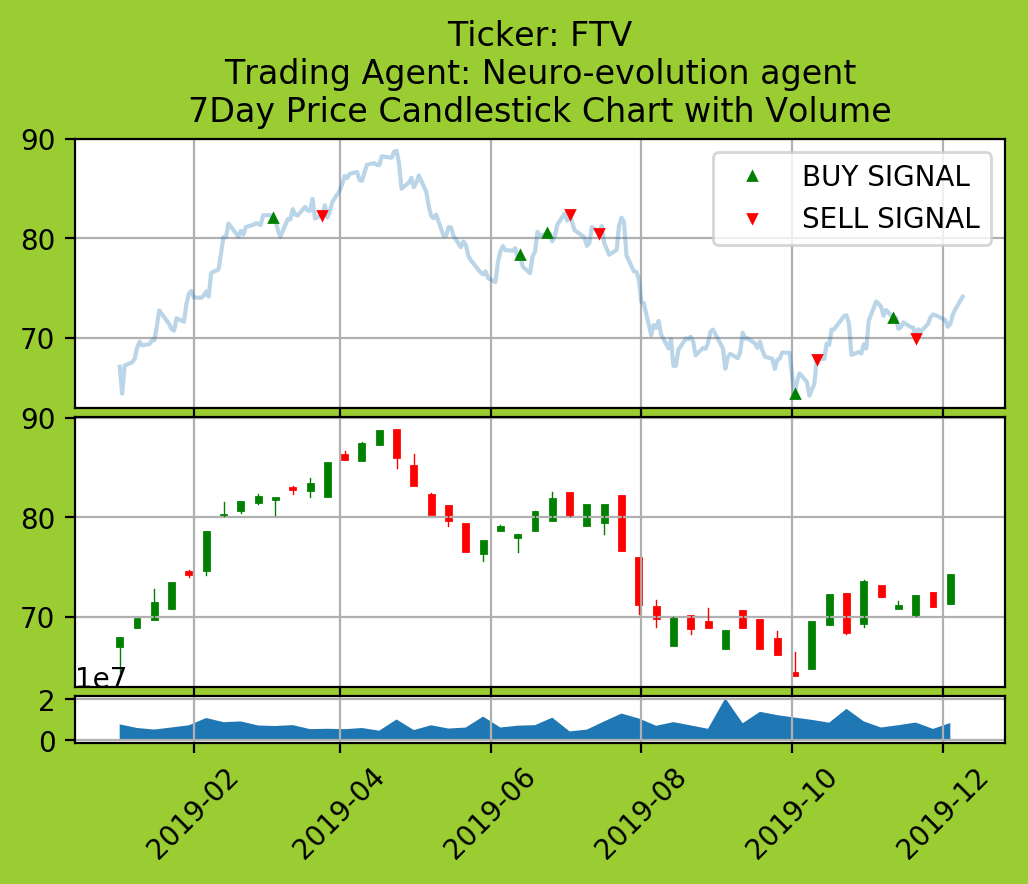 Ticker: FTV
Trading Agent: Neuro-evolution agent
7Day Price Candlestick Chart with Volume
90
80
70
BUY SIGNAL
SELL SIGNAL
90
80
70
1e7
2
0
2019-02
2019-04
2019-06
2019-08
2019-10
2019-12